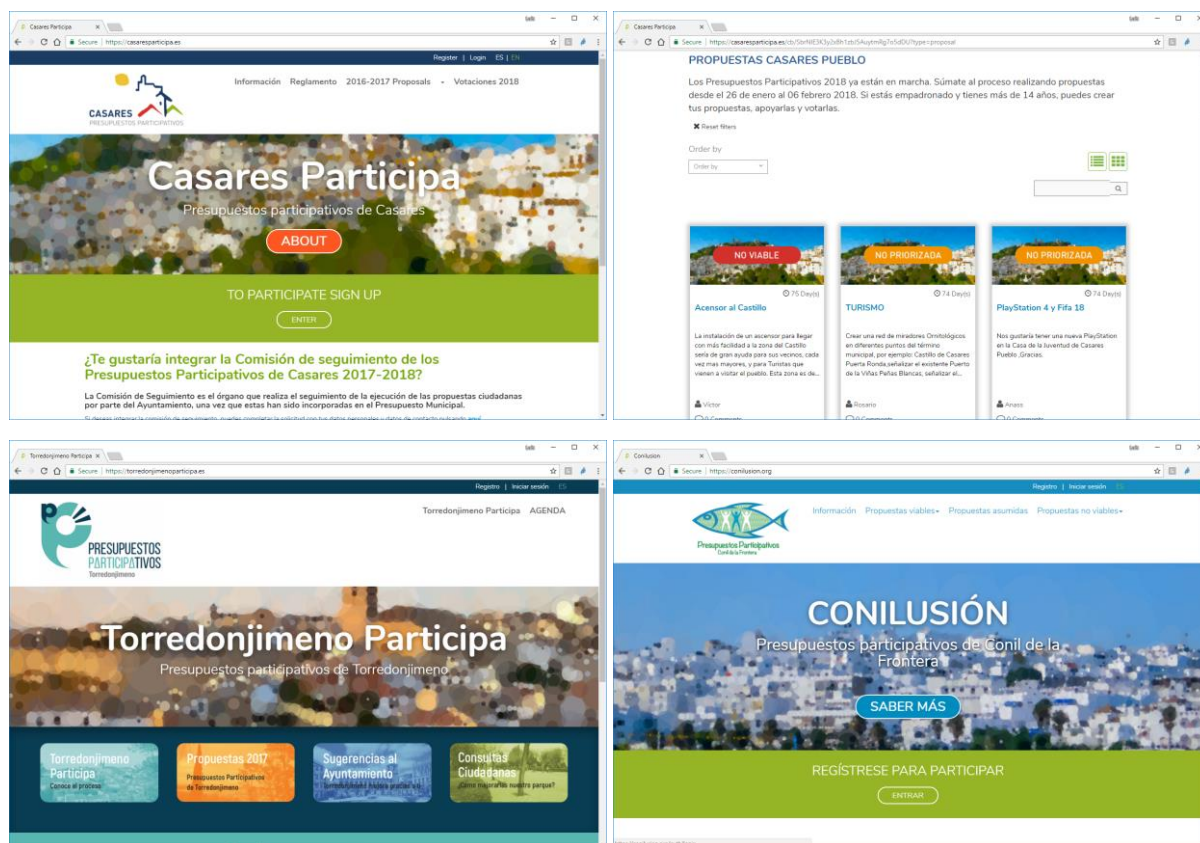 Casares Participa
Secure https://casaresparticipa.es
Register | Login ES | EN
Información Reglamento 2016-2017 Proposals - Votaciones 2018
CASARES
PRESUPUESTOS PARTICIPATIVOS
Casares Participa
Presupuestos participativos de Casares
ABOUT
TO PARTICIPATE SIGN UP
ENTER
¿Te gustaría integrar la Comisión de seguimiento de los
Presupuestos Participativos de Casares 2017-2018?
La Comisión de Seguimiento es el órgano que realiza el seguimiento de la ejecución de las propuestas ciudadanas
por parte del Ayuntamiento, una vez que estas han sido incorporadas en el Presupuesto Municipal.
Casares Participa
PROPUESTAS CASARES PUEBLO
Los Presupuestos Participativos 2018 ya están en marcha. Súmate al proceso realizando propuestas
desde el 26 de enero al 06 febrero 2018. Si estás empadronado y tienes más de 14 años, puedes crear
tus propuestas, apoyarlas y votarlas.
Reset filters
Order by
Order by
NO VIABLE
75 Day(s)
Acensor al Castillo
La instalación de un ascensor para llegar
con más facilidad a la zona del Castillo
sería de gran ayuda para sus vecinos, cada
vez mas mayores, y para Turistas que
vienen a visitar el pueblo. Esta zona es de...
Víctor
0 Comments
NO PRIORIZADA
74 Day(s)
TURISMO
Crear una red de miradores Ornitológicos
en diferentes puntos del término
municipal, por ejemplo: Castillo de Casares
Puerta Ronda,señalizar el existente Puerto
de la Viñas Peñas Blancas, señalizar el...
Rosario
0 Comments
NO PRIORIZADA
74 Day(s)
PlayStation 4 y Fifa 18
Nos gustaría tener una nueva PlayStation
en la Casa de la Juventud de Casares
Pueblo ,Gracias.
0 Comments
Torredonjimeno Participa
Secure https://torredonjimenoparticipa.es
Registro | Iniciar sesión ES
Torredonjimeno Participa AGENDA
PRESUPUESTOS
PARTICIPATIVOS
Torredonjimeno
Torredonjimeno Participa
Presupuestos participativos de Torredonjimeno
Torredonjimeno
Participa
Conoce el proceso
Propuestas 2017
Presupuestos Participativos
de Torredonjimeno
Sugerencias al
Ayuntamiento
Consultas
Ciudadanas
¿Cómo mejorarías nuestro parque?
Conilusion
Secure https://conilusion.org
Registro | Iniciar sesión ES
Información Propuestas viables Propuestas asumidas Propuestas no viables
Presupuestos Participativos
Conil de la Frontera
CONILUSIÓN
Presupuestos participativos de Conil de la
Frontera
SABER MÁS
REGÍSTRESE PARA PARTICIPAR
ENTRAR